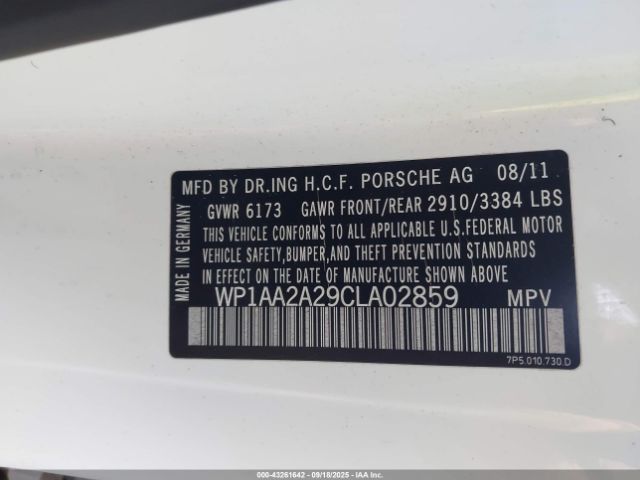 MFD BY DR.ING H.C.F. PORSCHE AG 08/11
GVWR 6173 GAWR FRONT/REAR 2910/3384 LBS
THIS VEHICLE CONFORMS TO ALL APPLICABLE U.S.FEDERAL MOTOR
VEHICLE SAFETY,BUMPER,AND THEFT PREVENTION STANDARDS
IN EFFECT ON THE DATE OF MANUFACTURE SHOWN ABOVE
WP1AA2A29CLA02859 MPV
MADE IN GERMANY
7P5.010.730 D
000-43261642 - 09/18/2025 - IAA Inc.